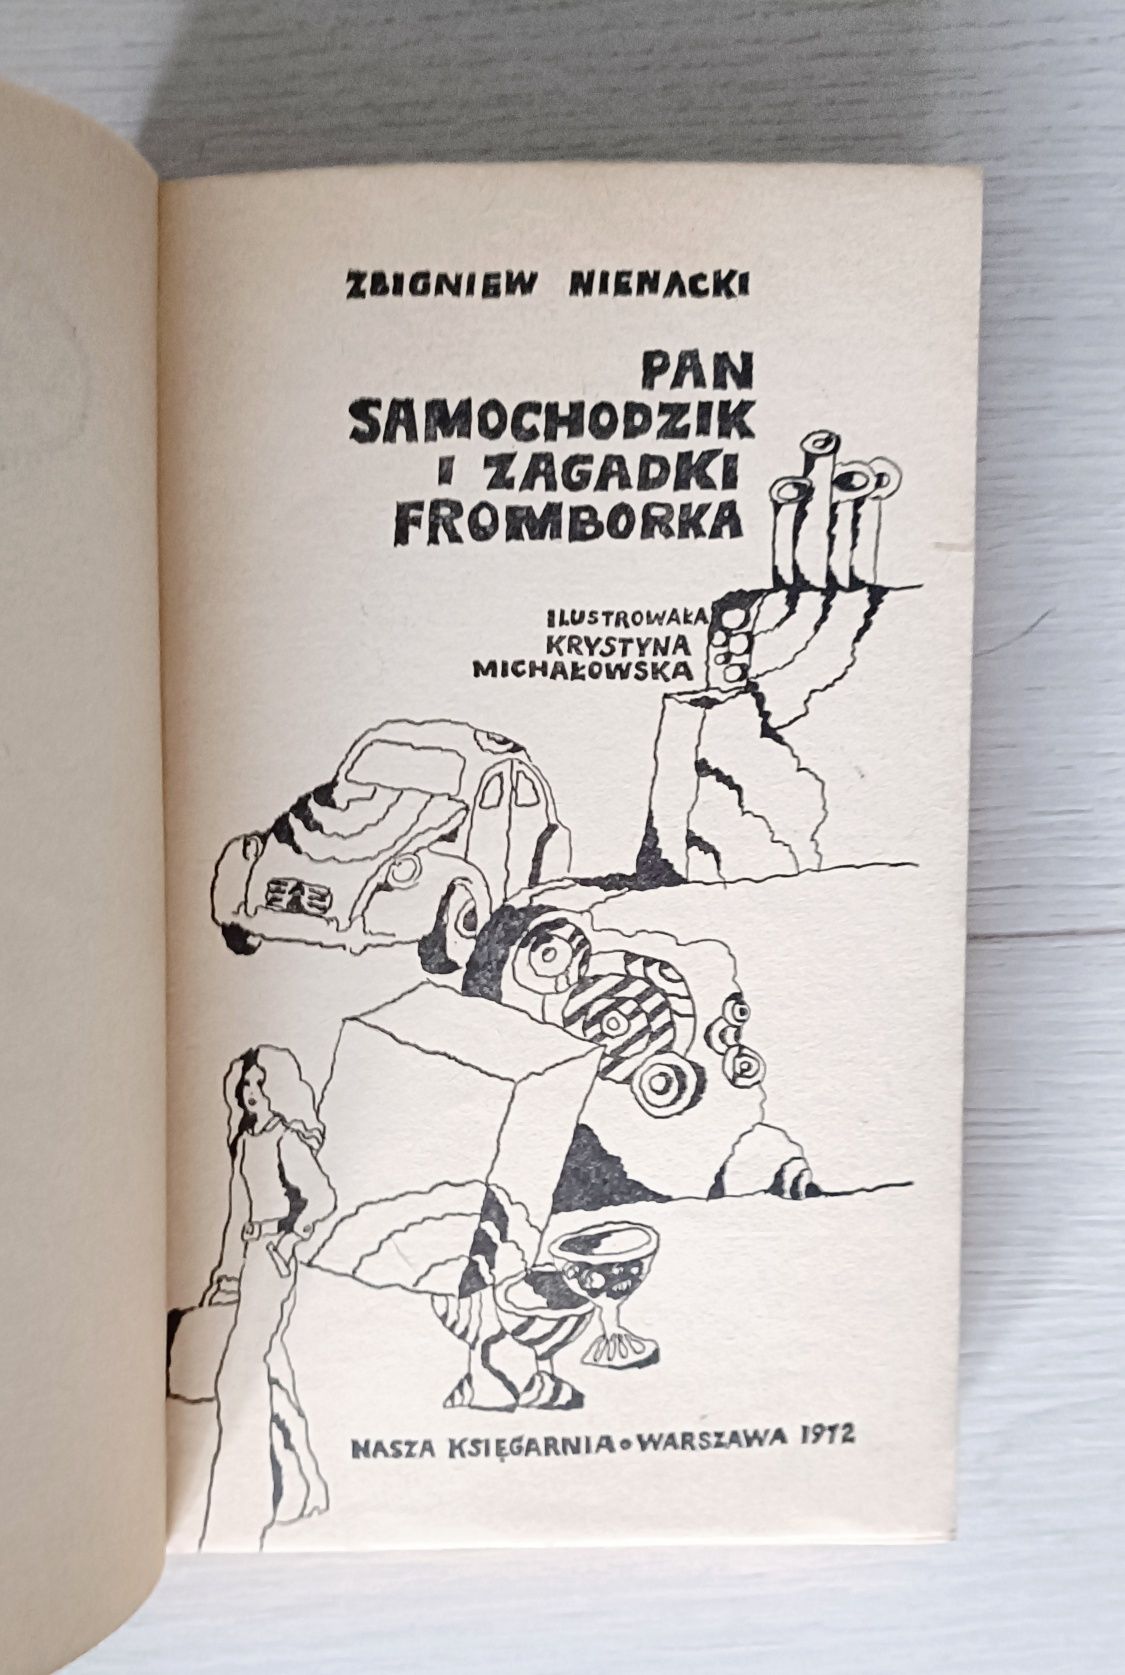 ZBIGNIEW NIENACKI
PAN
SAMOCHODZIK
I ZAGADKI
FROMBORKA
ILUSTROWAŁA
KRYSTYNA
MICHAŁOWSKA
NASZA KSIĘGARNIA • WARSZAWA 1972